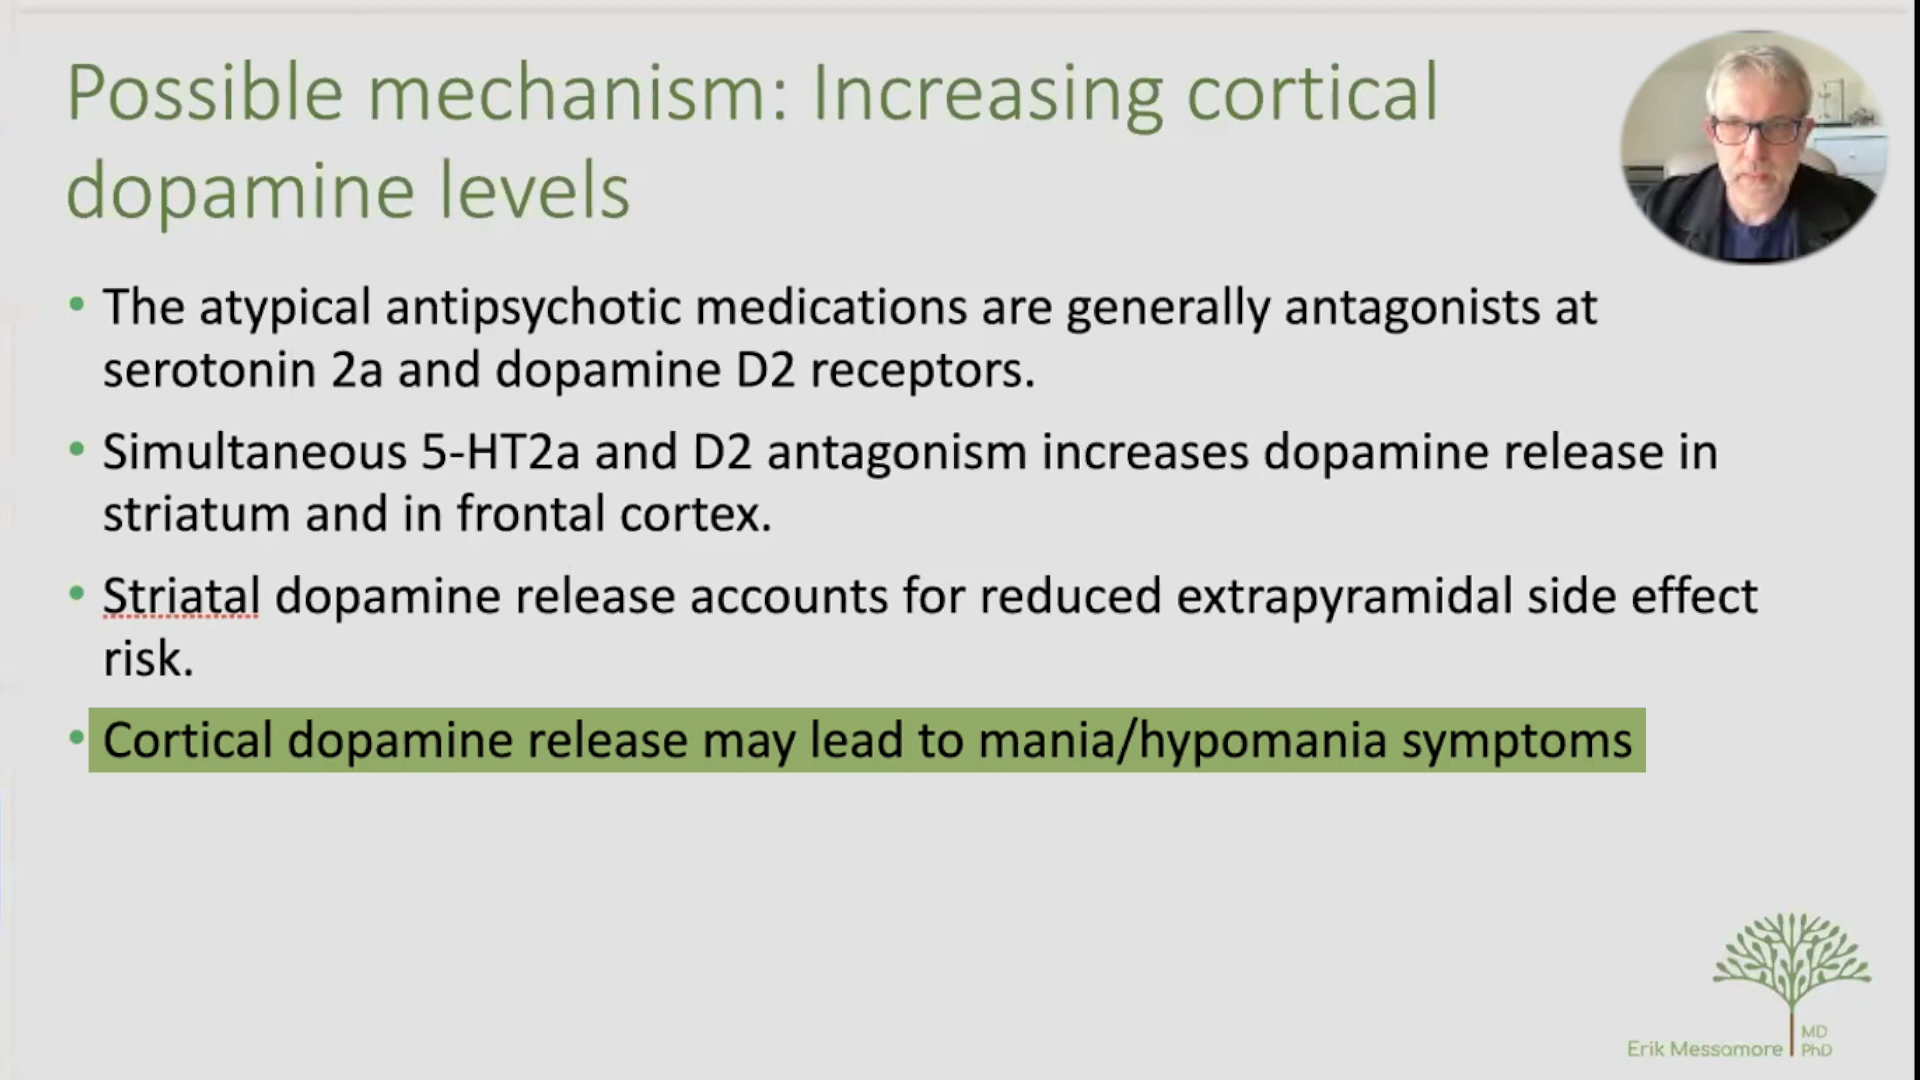 Possible mechanism: Increasing cortical
dopamine levels
• The atypical antipsychotic medications are generally antagonists at
serotonin 2a and dopamine D2 receptors.
• Simultaneous 5-HT2a and D2 antagonism increases dopamine release in
striatum and in frontal cortex.
• Striatal dopamine release accounts for reduced extrapyramidal side effect
risk.
• Cortical dopamine release may lead to mania/hypomania symptoms
MD
Erik Messamore PhD